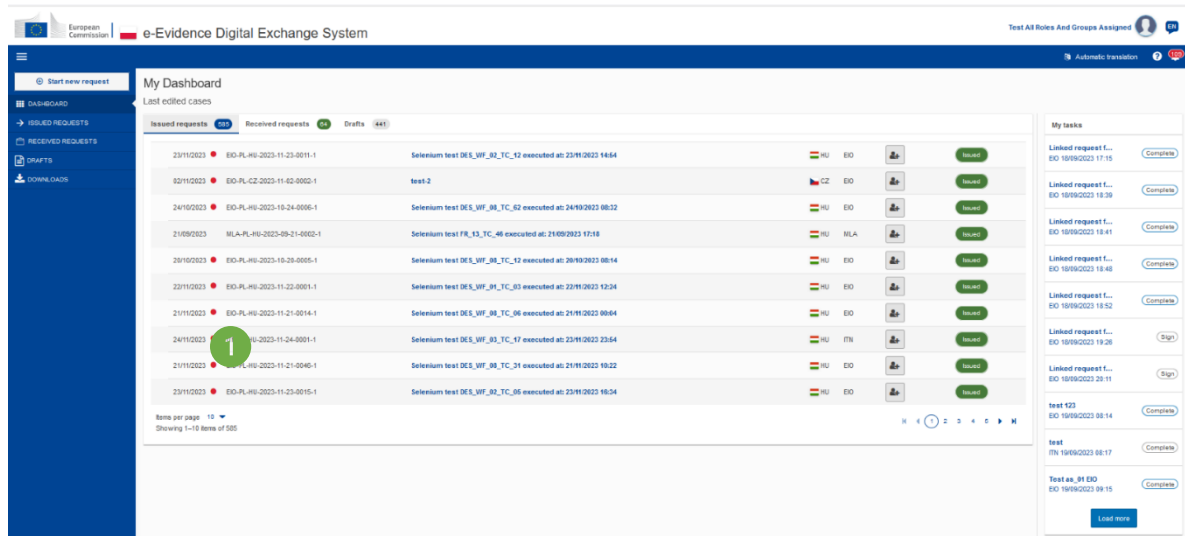 European
Commission
e-Evidence Digital Exchange System
Test All Roles And Groups Assigned
EN
Automatic translation
Start new request
DASHBOARD
ISSUED REQUESTS
RECEIVED REQUESTS
DRAFTS
DOWNLOADS
My Dashboard
Last edited cases
Issued requests 585 Received requests 64 Drafts 441
23/11/2023 EIO-PL-HU-2023-11-23-0011-1 Selenium test DES_WF_02_TC_12 executed at: 23/11/2023 14:54 HU EIO Issued
02/11/2023 EIO-PL-CZ-2023-11-02-0002-1 test-2 CZ EIO Issued
24/10/2023 EIO-PL-HU-2023-10-24-0006-1 Selenium test DES_WF_08_TC_62 executed at: 24/10/2023 08:32 HU EIO Issued
21/09/2023 MLA-PL-HU-2023-09-21-0002-1 Selenium test FR_13_TC_46 executed at: 21/09/2023 17:18 HU MLA Issued
20/10/2023 EIO-PL-HU-2023-10-20-0005-1 Selenium test DES_WF_08_TC_12 executed at: 20/10/2023 08:14 HU EIO Issued
22/11/2023 EIO-PL-HU-2023-11-22-0001-1 Selenium test DES_WF_01_TC_03 executed at: 22/11/2023 12:24 HU EIO Issued
21/11/2023 EIO-PL-HU-2023-11-21-0014-1 Selenium test DES_WF_08_TC_06 executed at: 21/11/2023 00:04 HU EIO Issued
24/11/2023 1 -HU-2023-11-24-0001-1 Selenium test DES_WF_03_TC_17 executed at: 23/11/2023 23:54 HU ITN Issued
21/11/2023 -PL-HU-2023-11-21-0040-1 Selenium test DES_WF_08_TC_31 executed at: 21/11/2023 10:22 HU EIO Issued
23/11/2023 EIO-PL-HU-2023-11-23-0015-1 Selenium test DES_WF_02_TC_05 executed at: 23/11/2023 16:34 HU EIO Issued
Items per page 10
Showing 1–10 items of 585
1 2 3 4 5
My tasks
Linked request f...
EIO 18/09/2023 17:15 Complete
Linked request f...
EIO 18/09/2023 18:39 Complete
Linked request f...
EIO 18/09/2023 18:41 Complete
Linked request f...
EIO 18/09/2023 18:48 Complete
Linked request f...
EIO 18/09/2023 18:52 Complete
Linked request f...
EIO 18/09/2023 19:26 Sign
Linked request f...
EIO 18/09/2023 20:11 Sign
test 123
EIO 19/09/2023 08:14 Complete
test
ITN 19/09/2023 08:17 Complete
Test as_01 EIO
EIO 19/09/2023 09:15 Complete
Load more